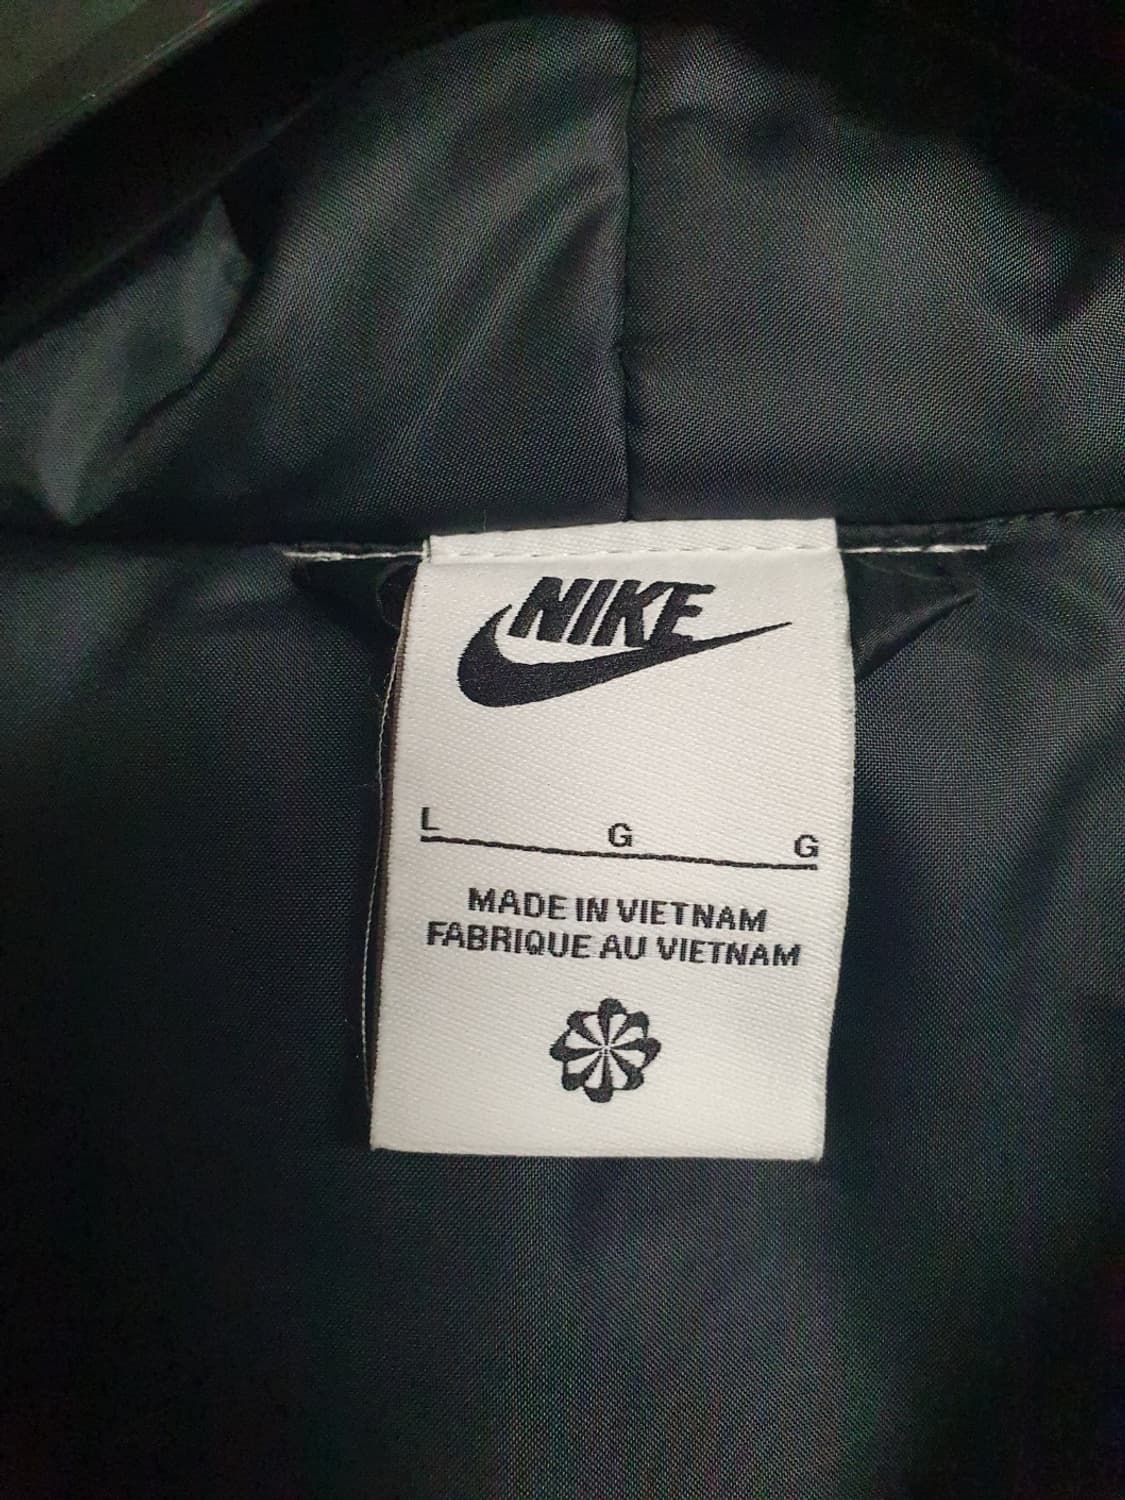 NIKE
L G G
MADE IN VIETNAM
FABRIQUE AU VIETNAM